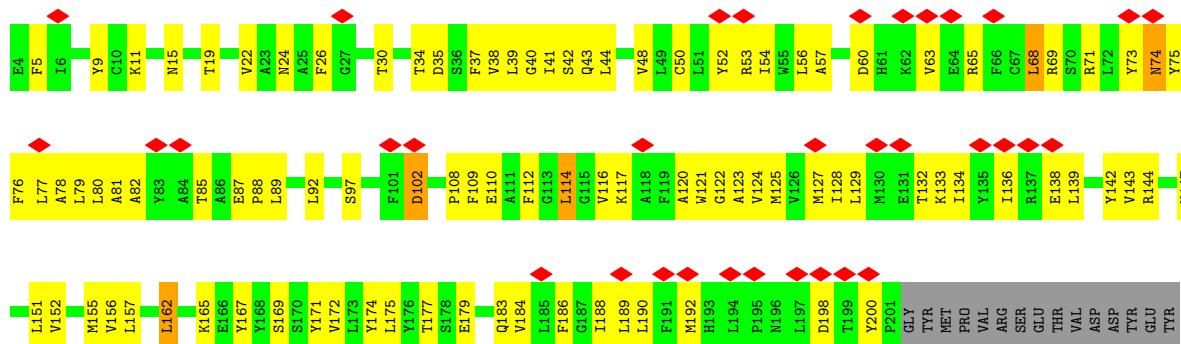 E4 F5 I6 Y9 C10 K11 N15 T19 V22 A23 N24 A25 F26 G27 T30 T34 D35 S36 F37 V38 L39 G40 I41 S42 Q43 L44 V48 L49 C50 L51 Y52 R53 I54 W55 L56 A57 D60 H61 K62 V63 E64 R65 F66 C67 L68 R69 S70 R71 L72 Y73 N74 Y75
F76 L77 A78 L79 L80 A81 A82 Y83 A84 T85 A86 E87 P88 L89 L92 S97 F101 D102 P108 F109 E110 A111 F112 G113 L114 G115 V116 K117 A118 F119 A120 W121 G122 A123 V124 M125 V126 M127 I128 L129 M130 E131 T132 K133 I134 Y135 I136 R137 E138 L139 Y142 V143 R144
L151 V152 M155 V156 L157 L162 K165 E166 Y167 Y168 S169 S170 Y171 V172 L173 Y174 L175 Y176 T177 S178 E179 Q183 V184 L185 F186 G187 I188 L189 L190 F191 M192 H193 L194 P195 N196 L197 D198 T199 Y200 P201 GLY TYR MET PRO VAL ARG SER GLU THR VAL ASP ASP TYR GLU TYR